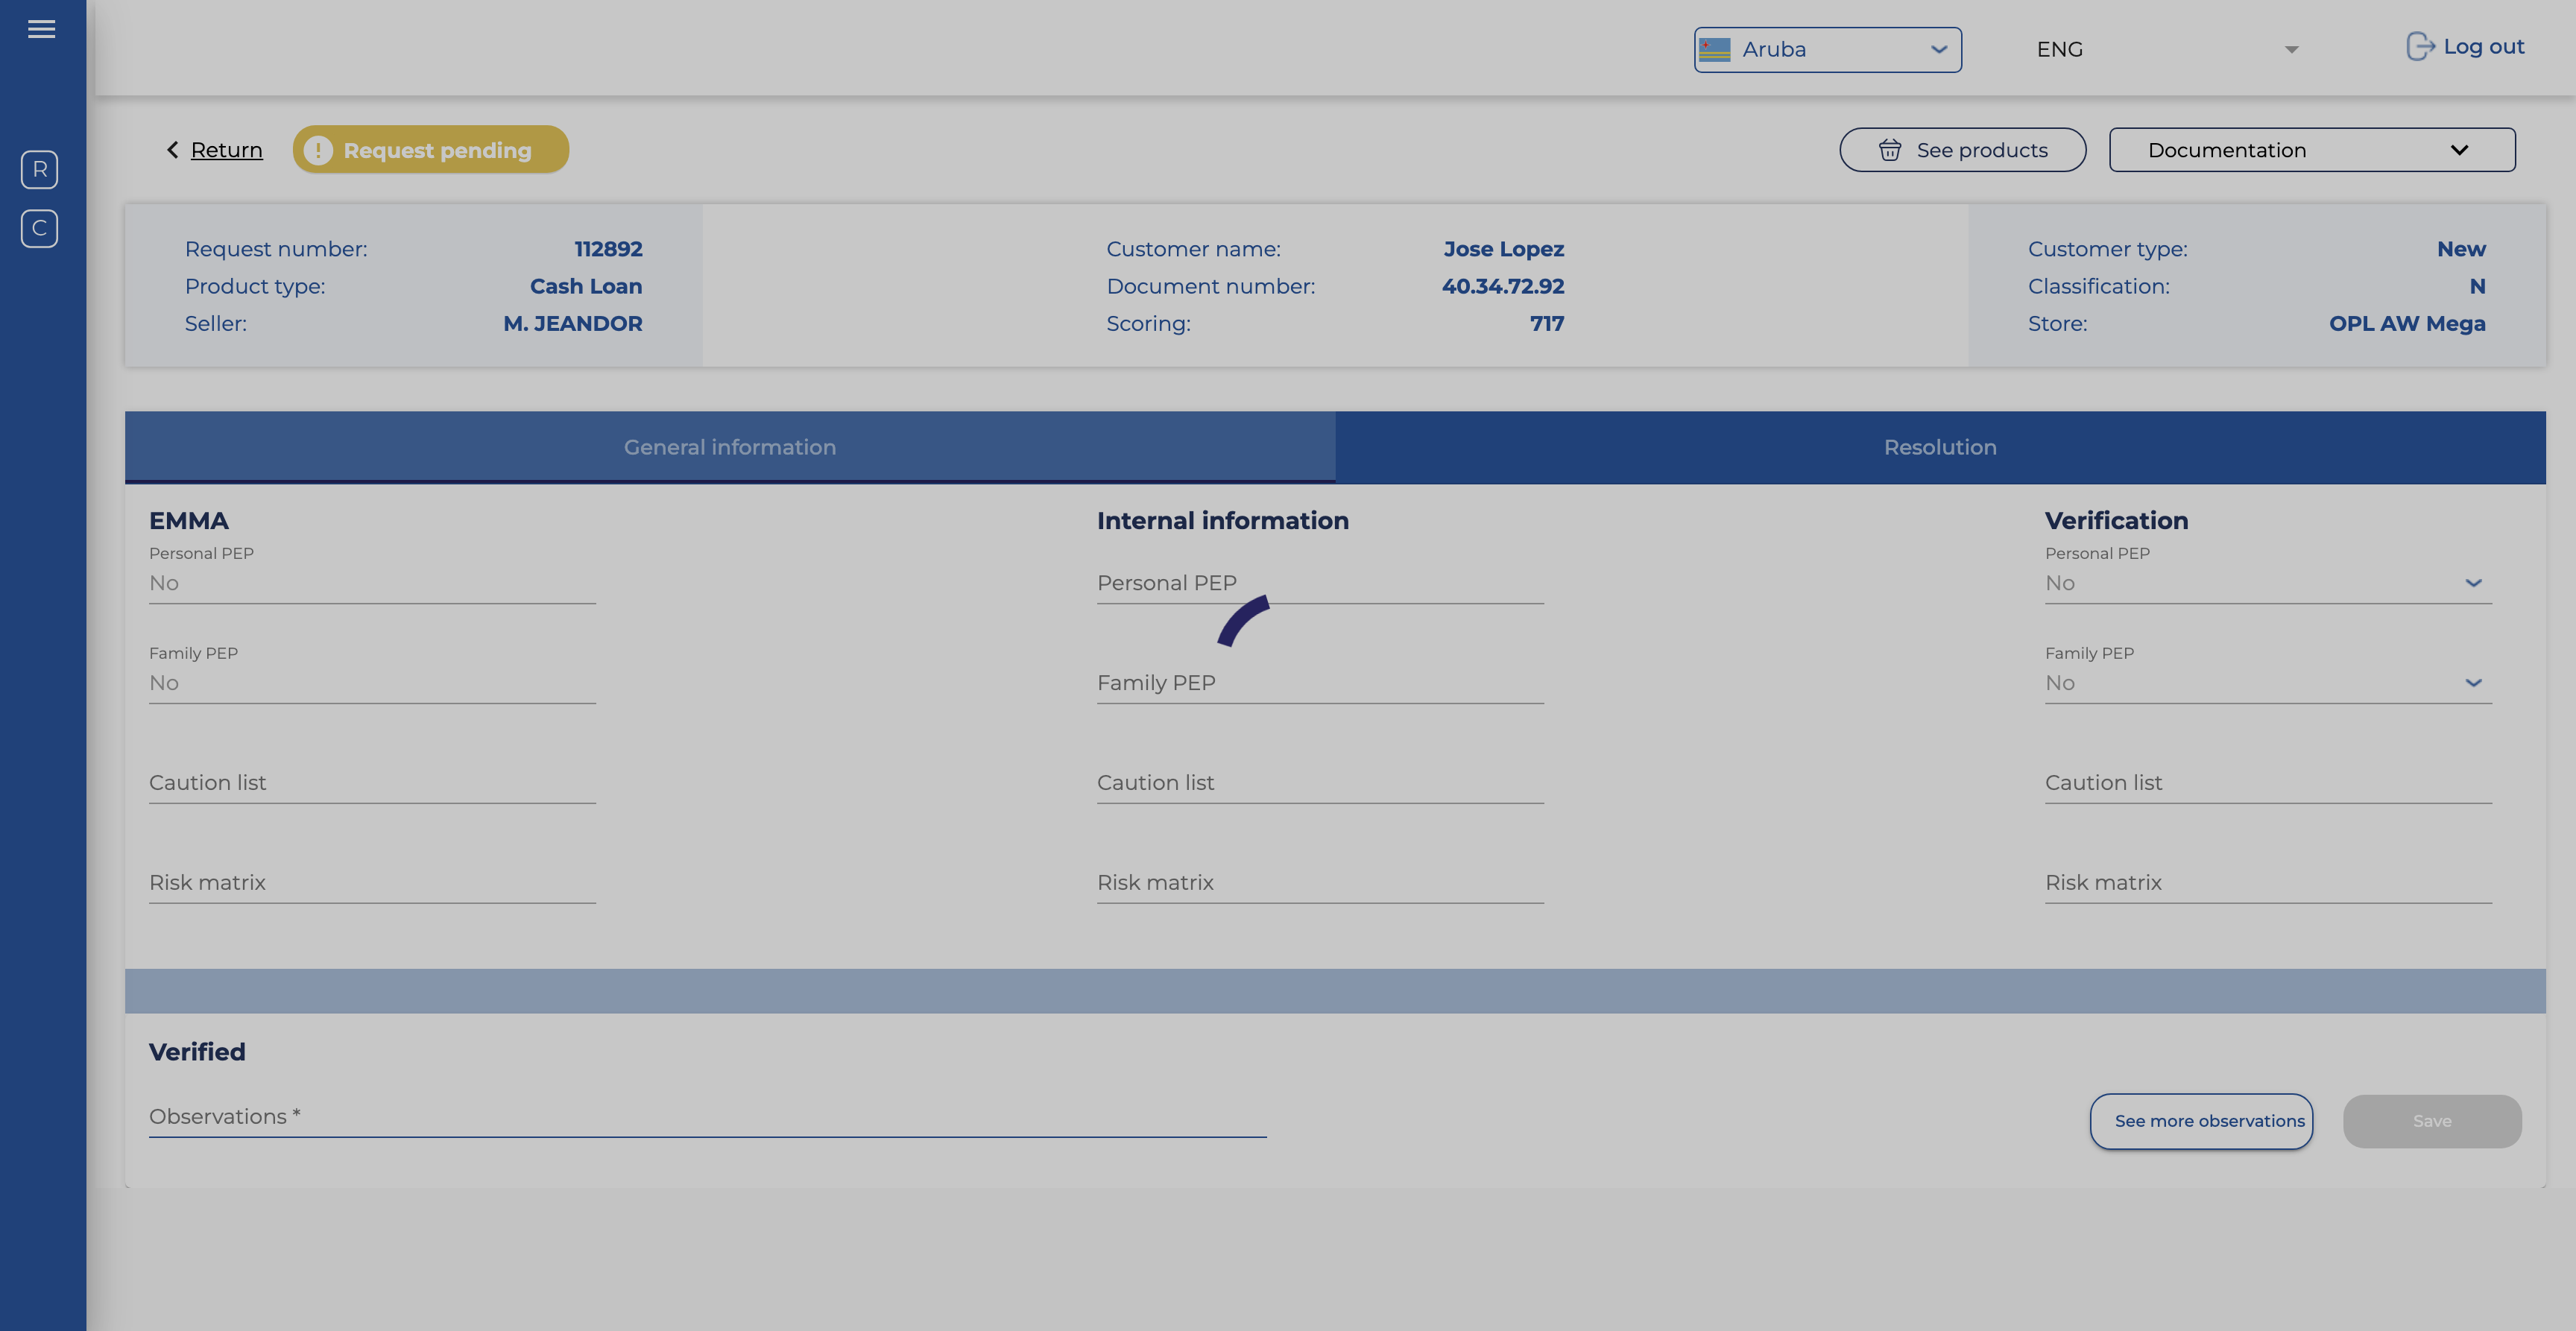 Aruba
ENG
Log out
R
C
Return
Request pending
See products
Documentation
Request number: 112892
Product type: Cash Loan
Seller: M. JEANDOR
Customer name: Jose Lopez
Document number: 40.34.72.92
Scoring: 717
Customer type: New
Classification: N
Store: OPL AW Mega
General information
Resolution
EMMA
Personal PEP
No
Family PEP
No
Caution list
Risk matrix
Internal information
Personal PEP
Family PEP
Caution list
Risk matrix
Verification
Personal PEP
No
Family PEP
No
Caution list
Risk matrix
Verified
Observations *
See more observations
Save